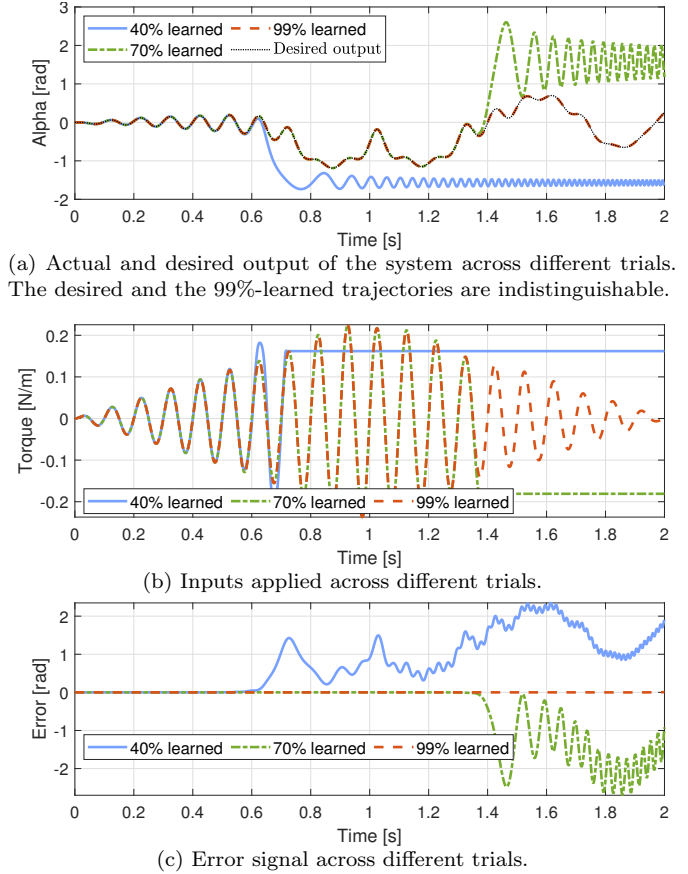 3
2
1
0
-1
-2
Alpha [rad]
40% learned
99% learned
70% learned
Desired output
0 0.2 0.4 0.6 0.8 1 1.2 1.4 1.6 1.8 2
Time [s]
(a) Actual and desired output of the system across different trials.
The desired and the 99%-learned trajectories are indistinguishable.
0.2
0.1
0
-0.1
-0.2
Torque [N/m]
40% learned 70% learned 99% learned
0 0.2 0.4 0.6 0.8 1 1.2 1.4 1.6 1.8 2
Time [s]
(b) Inputs applied across different trials.
2
1
0
-1
-2
Error [rad]
40% learned 70% learned 99% learned
0 0.2 0.4 0.6 0.8 1 1.2 1.4 1.6 1.8 2
Time [s]
(c) Error signal across different trials.